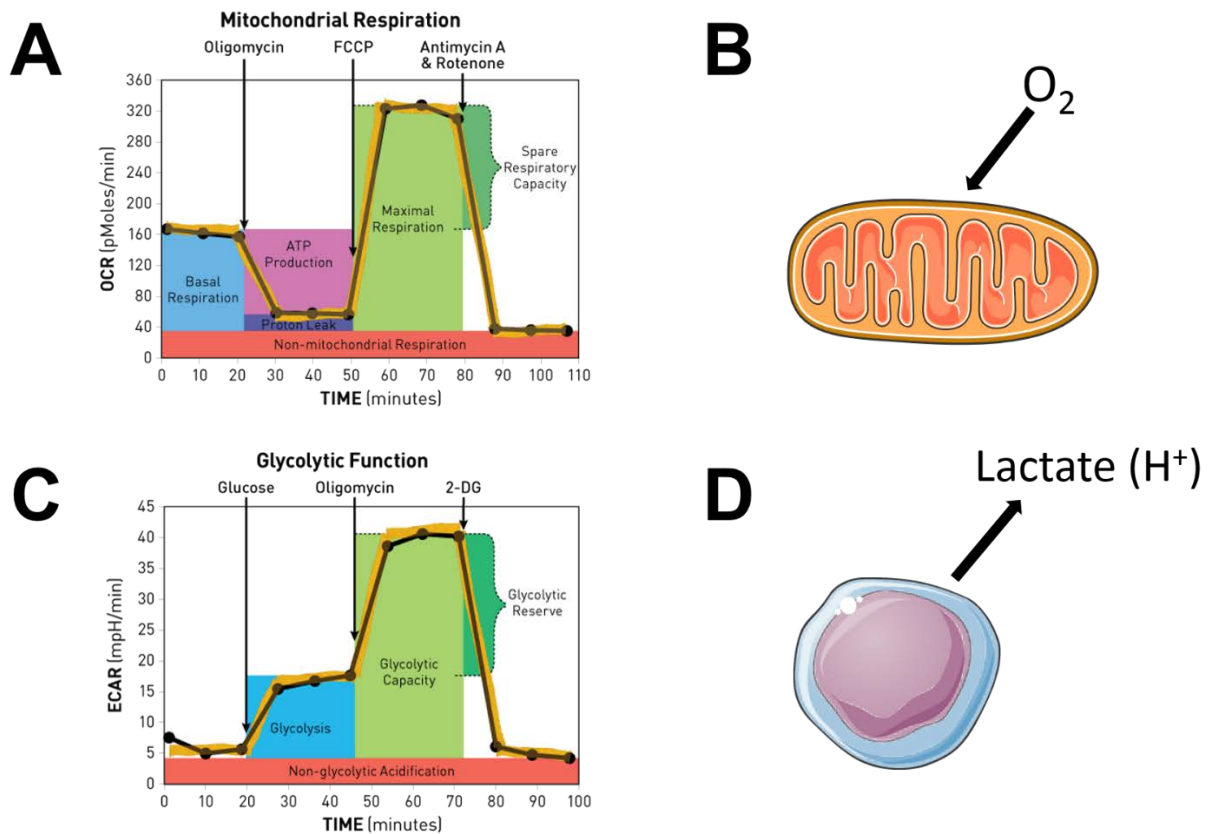 A
Mitochondrial Respiration
Oligomycin
FCCP
Antimycin A
& Rotenone
OCR (pMoles/min)
360
320
280
240
200
160
120
80
40
0
Basal
Respiration
ATP
Production
Proton Leak
Maximal
Respiration
Spare
Respiratory
Capacity
Non-mitochondrial Respiration
0 10 20 30 40 50 60 70 80 90 100 110
TIME (minutes)
B
O₂
C
Glycolytic Function
Glucose
Oligomycin
2-DG
ECAR (mpH/min)
45
40
35
30
25
20
15
10
5
0
Glycolysis
Glycolytic
Capacity
Glycolytic
Reserve
Non-glycolytic Acidification
0 10 20 30 40 50 60 70 80 90 100
TIME (minutes)
D
Lactate (H⁺)